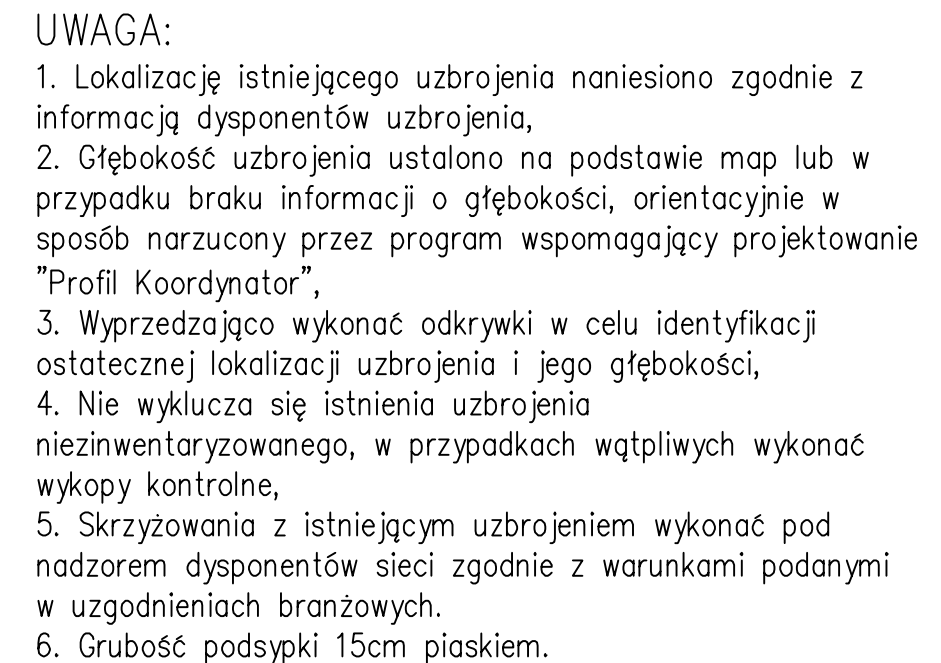 UWAGA:
1. Lokalizację istniejącego uzbrojenia naniesiono zgodnie z
informacją dysponentów uzbrojenia,
2. Głębokość uzbrojenia ustalono na podstawie map lub w
przypadku braku informacji o głębokości, orientacyjnie w
sposób narzucony przez program wspomagający projektowanie
"Profil Koordynator",
3. Wyprzedzająco wykonać odkrywki w celu identyfikacji
ostatecznej lokalizacji uzbrojenia i jego głębokości,
4. Nie wyklucza się istnienia uzbrojenia
niezinwentaryzowanego, w przypadkach wątpliwych wykonać
wykopy kontrolne,
5. Skrzyżowania z istniejącym uzbrojeniem wykonać pod
nadzorem dysponentów sieci zgodnie z warunkami podanymi
w uzgodnieniach branżowych.
6. Grubość podsypki 15cm piaskiem.